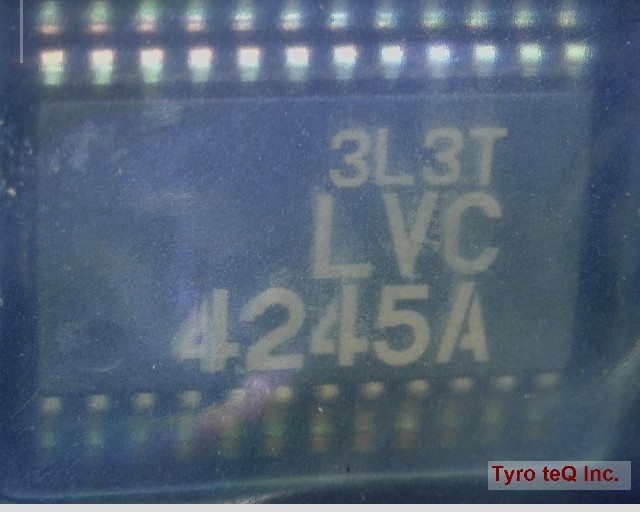 3L3T
LVC
4245A
Tyro teQ Inc.